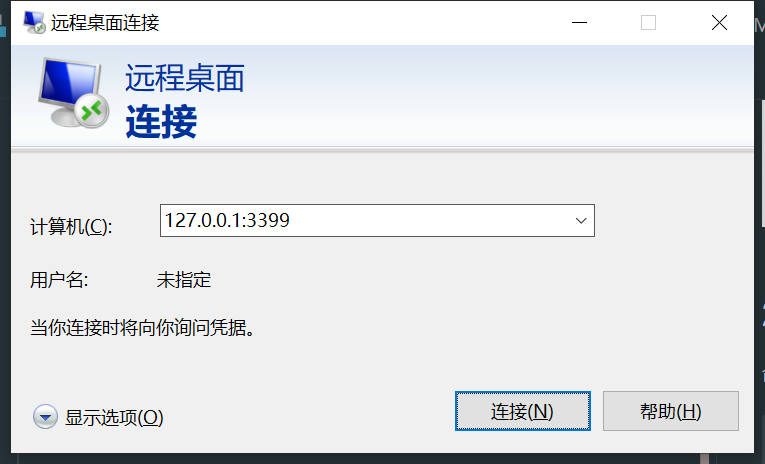 远程桌面连接
远程桌面
连接
计算机(C): 127.0.0.1:3399
用户名: 未指定
当你连接时将向你询问凭据。
显示选项(O) 连接(N) 帮助(H)